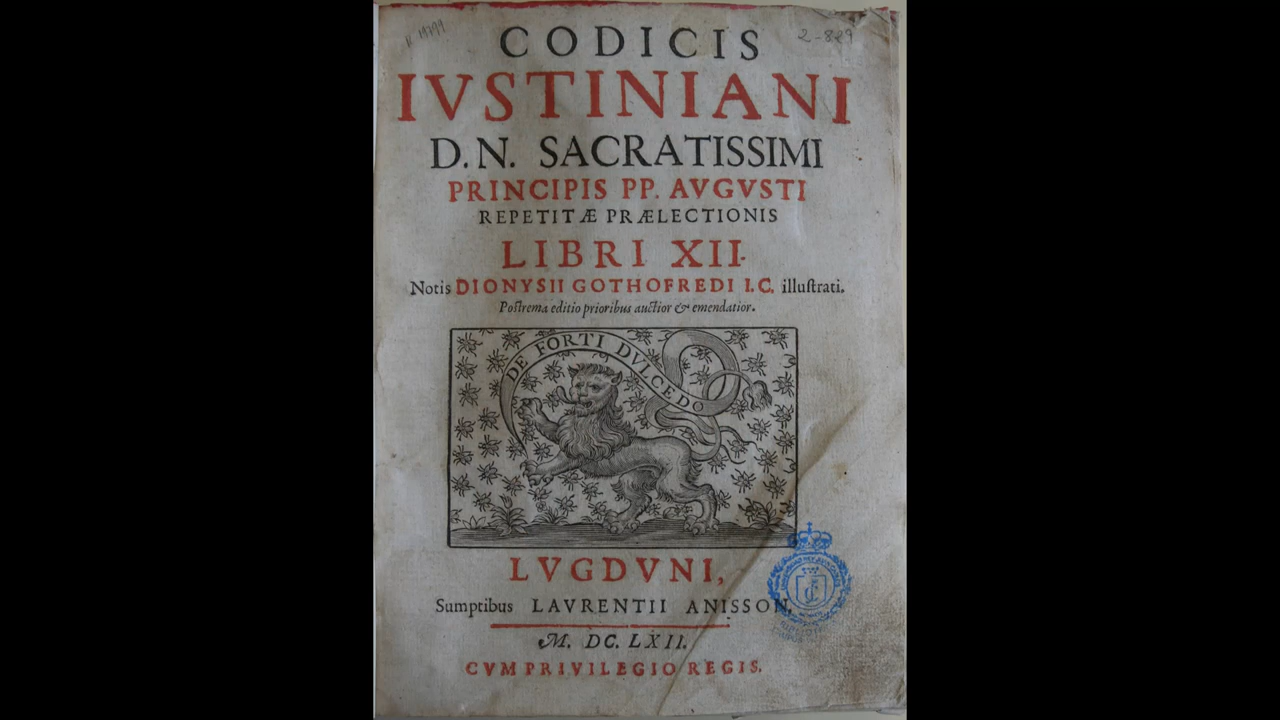 2-829
CODICIS
IVSTINIANI
D.N. SACRATISSIMI
PRINCIPIS PP. AVGVSTI
REPETITÆ PRÆLECTIONIS
LIBRI XII.
Notis DIONYSII GOTHOFREDI I.C. illuſtrati.
Poſtrema editio prioribus auctior & emendatior.
DE FORTI DVLCEDO
LVGDVNI,
Sumptibus LAVRENTII ANISSON,
M. DC. LXII.
CVM PRIVILEGIO REGIS.